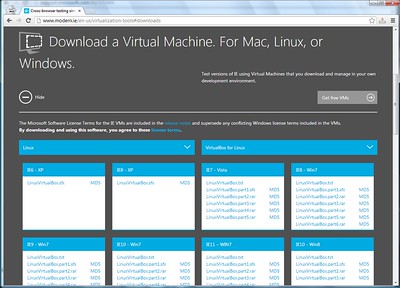 Cross-browser testing sim
www.modern.ie/en-us/virtualization-tools#downloads
Download a Virtual Machine. For Mac, Linux, or
Windows.
Test versions of IE using Virtual Machines that you download and manage in your own
development environment.
Hide
Get free VMs
The Microsoft Software License Terms for the IE VMs are included in the release notes and supersede any conflicting Windows license terms included in the VMs.
By downloading and using this software, you agree to these license terms.
Linux
VirtualBox for Linux
IE6 - XP
IE8 - XP
IE7 - Vista
IE8 - Win7
LinuxVirtualBox.sfx MD5
LinuxVirtualBox.sfx MD5
LinuxVirtualBox.txt
LinuxVirtualBox.part1.sfx MD5
LinuxVirtualBox.part2.rar MD5
LinuxVirtualBox.part3.rar MD5
LinuxVirtualBox.part4.rar MD5
LinuxVirtualBox.part5.rar MD5
LinuxVirtualBox.txt
LinuxVirtualBox.part1.sfx MD5
LinuxVirtualBox.part2.rar MD5
LinuxVirtualBox.part3.rar MD5
LinuxVirtualBox.part4.rar MD5
IE9 - Win7
IE10 - Win7
IE11 - WIN7
IE10 - Win8
LinuxVirtualBox.txt
LinuxVirtualBox.part1.sfx MD5
LinuxVirtualBox.part2.rar MD5
LinuxVirtualBox.txt
LinuxVirtualBox.part1.sfx MD5
LinuxVirtualBox.part2.rar MD5
LinuxVirtualBox.txt
LinuxVirtualBox.part1.sfx MD5
LinuxVirtualBox.part2.rar MD5
LinuxVirtualBox.txt
LinuxVirtualBox.part1.sfx MD5
LinuxVirtualBox.part2.rar MD5